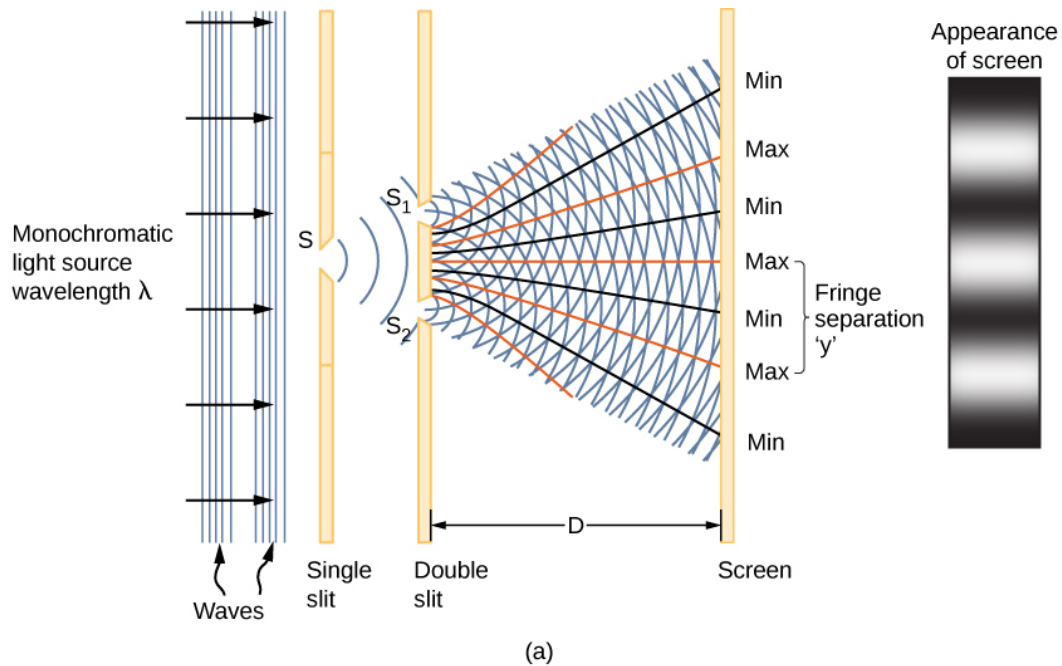 Appearance
of screen
Min
Max
Min
Max
Min
Max
Min
Fringe
separation
‘y’
S₁
S
S₂
Monochromatic
light source
wavelength λ
D
Waves
Single
slit
Double
slit
Screen
(a)